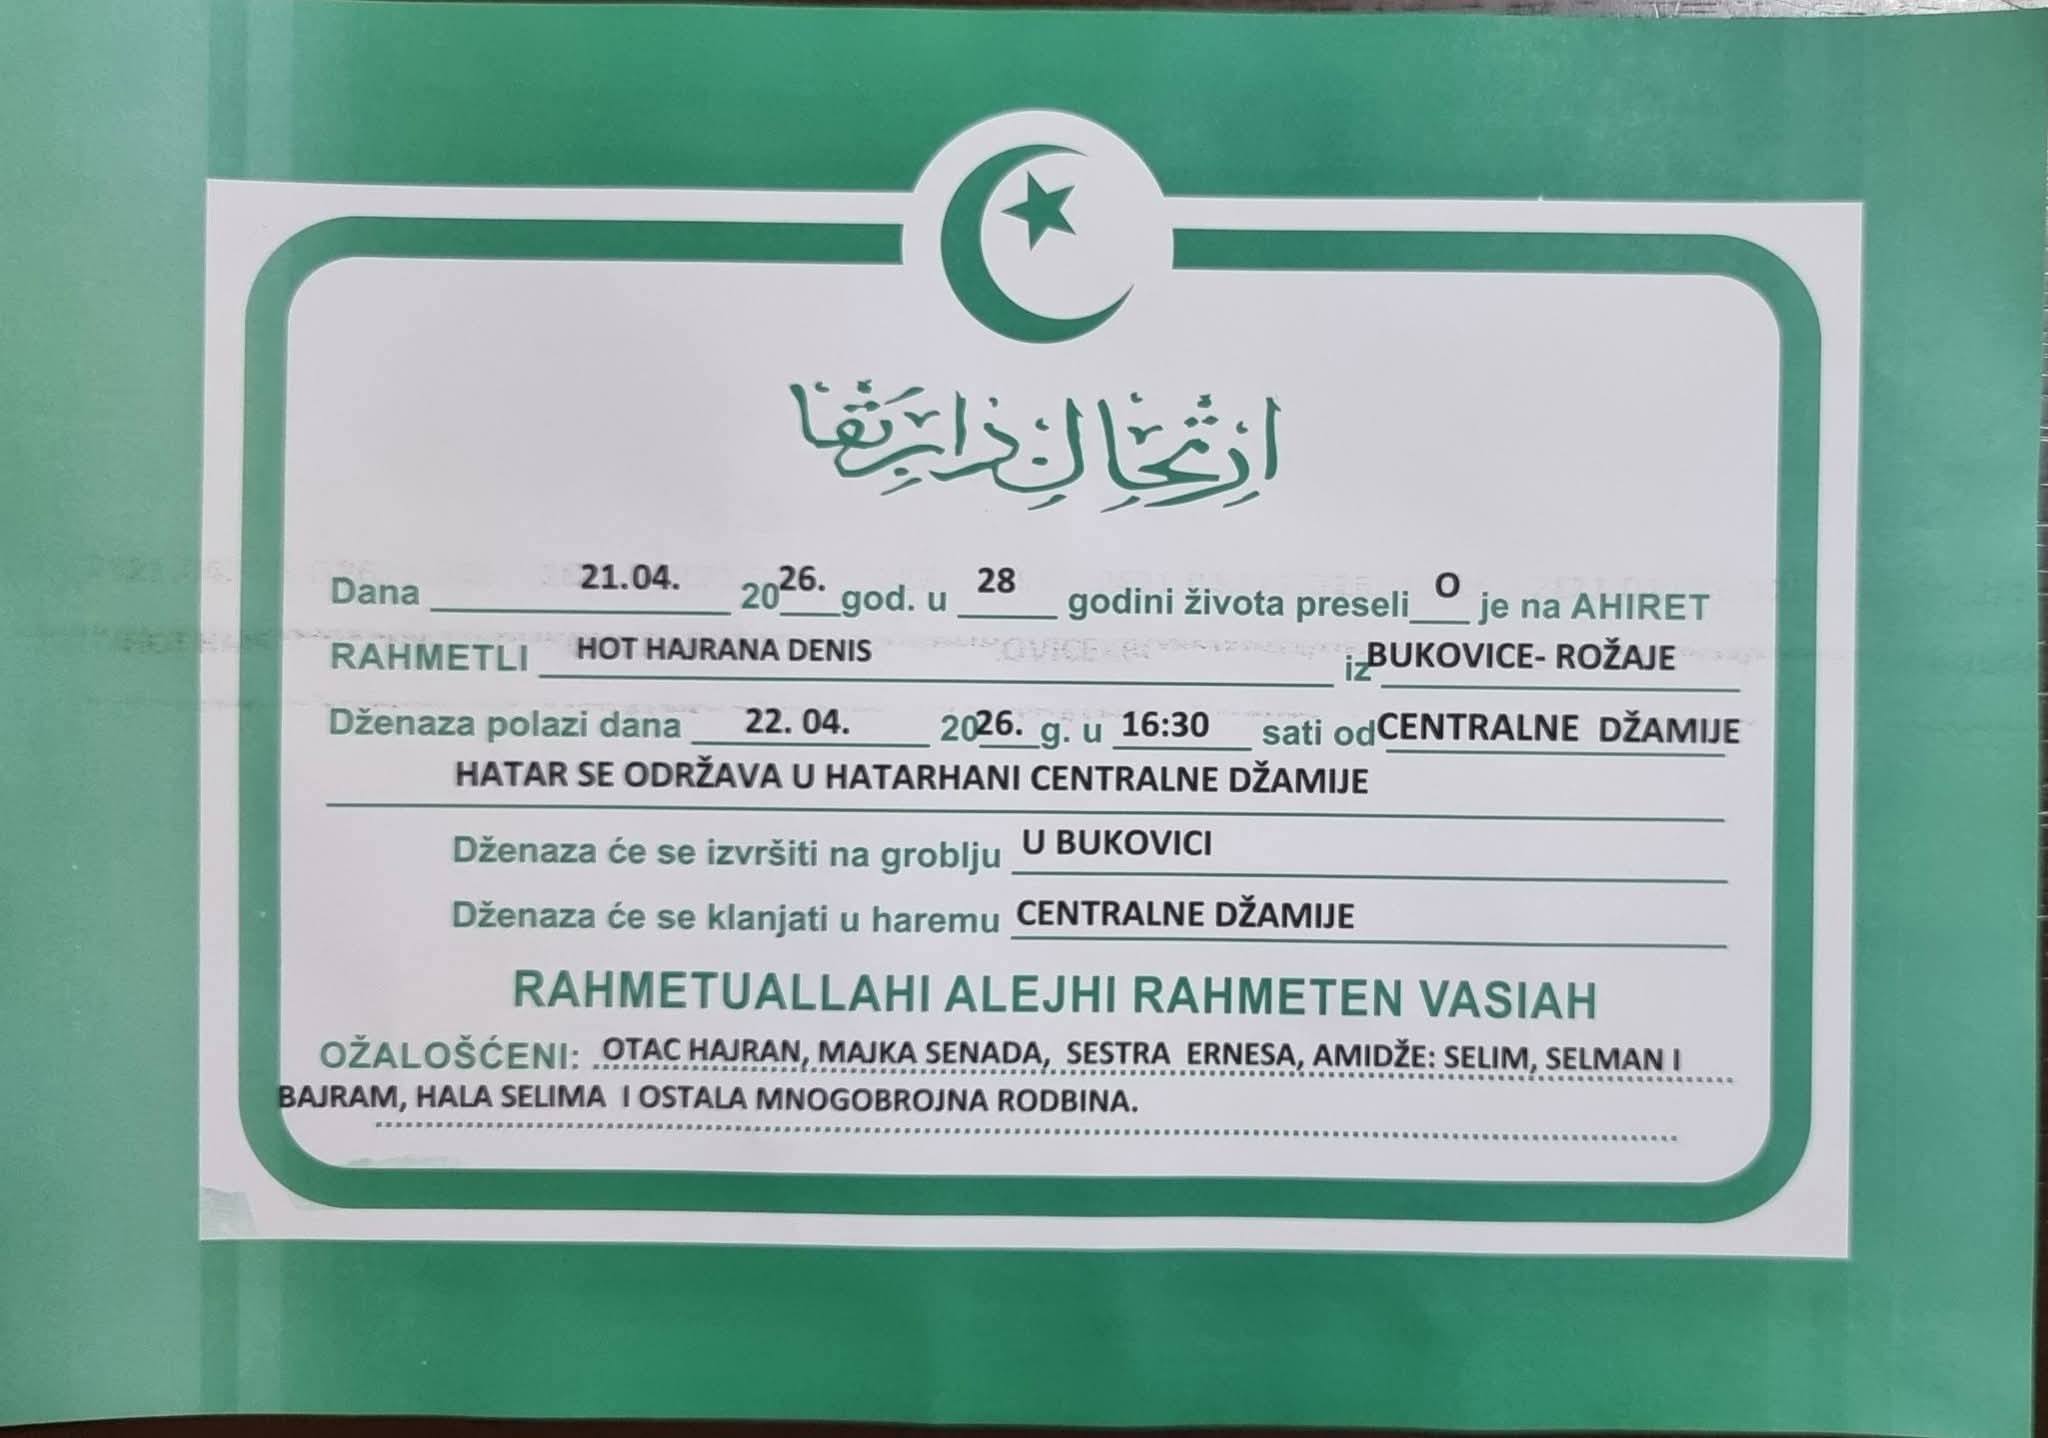 ارتحال دار بقا
Dana 21.04. 2026. god. u 28 godini života preseli O je na AHIRET
RAHMETLI HOT HAJRANA DENIS iz BUKOVICE- ROŽAJE
Dženaza polazi dana 22. 04. 2026. g. u 16:30 sati od CENTRALNE DŽAMIJE
HATAR SE ODRŽAVA U HATARHANI CENTRALNE DŽAMIJE
Dženaza će se izvršiti na groblju U BUKOVICI
Dženaza će se klanjati u haremu CENTRALNE DŽAMIJE
RAHMETUALLAHI ALEJHI RAHMETEN VASIAH
OŽALOŠĆENI: OTAC HAJRAN, MAJKA SENADA, SESTRA ERNESA, AMIDŽE: SELIM, SELMAN I
BAJRAM, HALA SELIMA I OSTALA MNOGOBROJNA RODBINA.